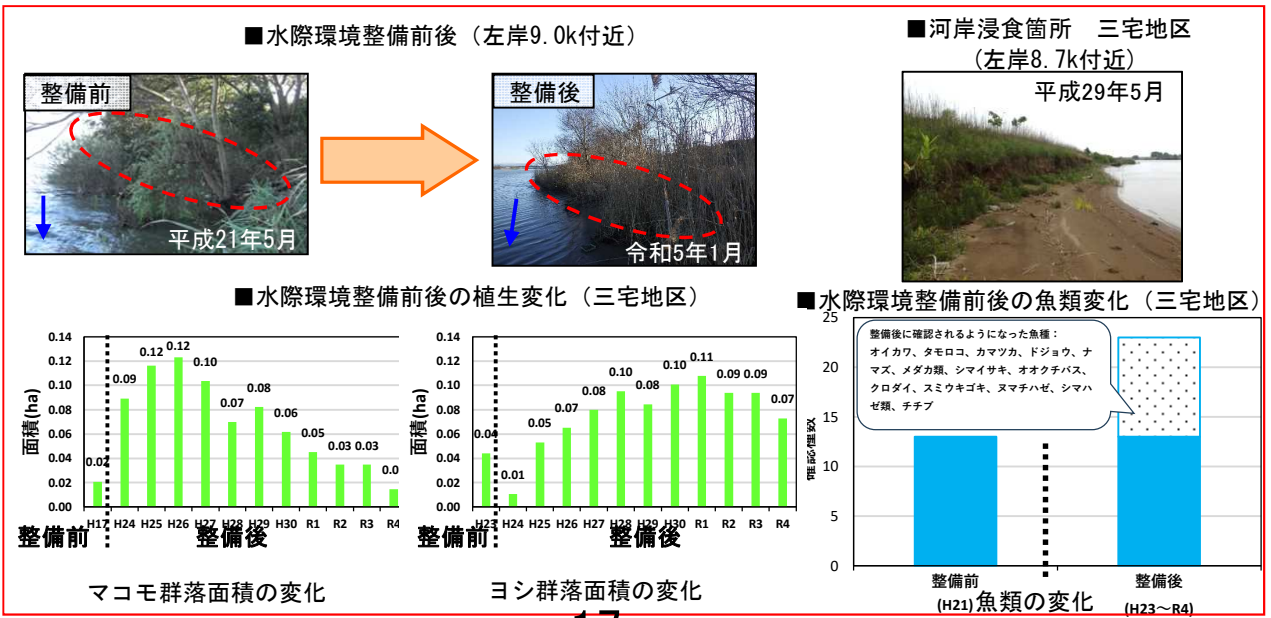 ■水際環境整備前後（左岸9.0k付近）
■河岸浸食箇所　三宅地区
(左岸8.7k付近)
整備前
平成21年5月
整備後
令和5年1月
平成29年5月
■水際環境整備前後の植生変化（三宅地区）
面積(ha)
0.14
0.12
0.10
0.08
0.06
0.04
0.02
0.00
0.02
0.09
0.12
0.12
0.10
0.07
0.08
0.06
0.05
0.03
0.03
H17
H24
H25
H26
H27
H28
H29
H30
R1
R2
R3
R4
整備前
整備後
マコモ群落面積の変化
面積(ha)
0.14
0.12
0.10
0.08
0.06
0.04
0.02
0.00
0.04
0.01
0.05
0.07
0.08
0.10
0.08
0.10
0.11
0.09
0.09
0.07
H23
H24
H25
H26
H27
H28
H29
H30
R1
R2
R3
R4
整備前
整備後
ヨシ群落面積の変化
■水際環境整備前後の魚類変化（三宅地区）
25
20
15
10
5
0
整備後に確認されるようになった魚種：
オイカワ、タモロコ、カマツカ、ドジョウ、ナ
マズ、メダカ類、シマイサキ、オオクチバス、
クロダイ、スミウキゴキ、ヌマチハゼ、シマハ
ゼ類、チチブ
整備前
(H21)
整備後
(H23～R4)
魚類の変化